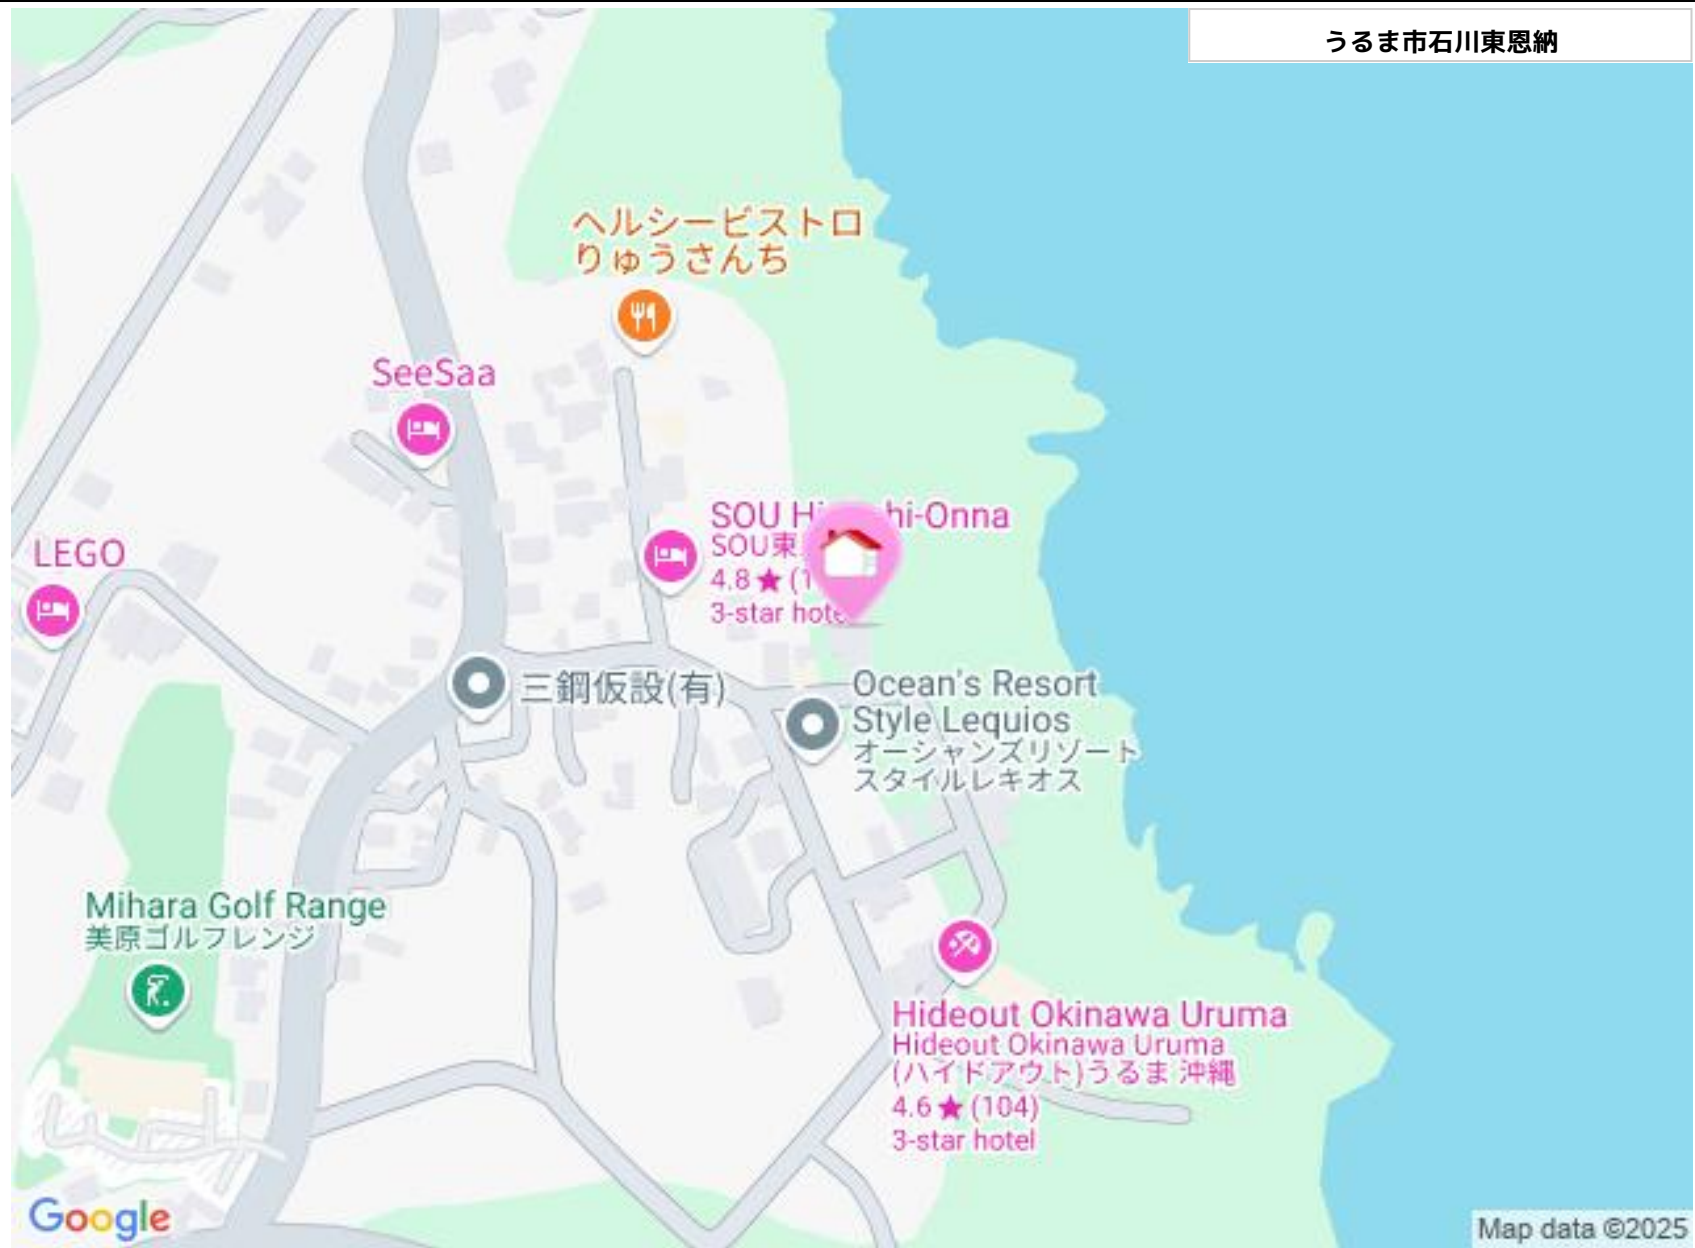 うるま市石川東恩納
ヘルシービストロ
りゅうさんち
SeeSaa
SOU Hi hi-Onna
SOU東
4.8 ★ (1
3-star hote
LEGO
三鋼仮設(有)
Ocean's Resort
Style Lequios
オーシャンズリゾート
スタイルレキオス
Mihara Golf Range
美原ゴルフレンジ
Hideout Okinawa Uruma
Hideout Okinawa Uruma
(ハイドアウト)うるま 沖縄
4.6 ★ (104)
3-star hotel
Google
Map data ©2025